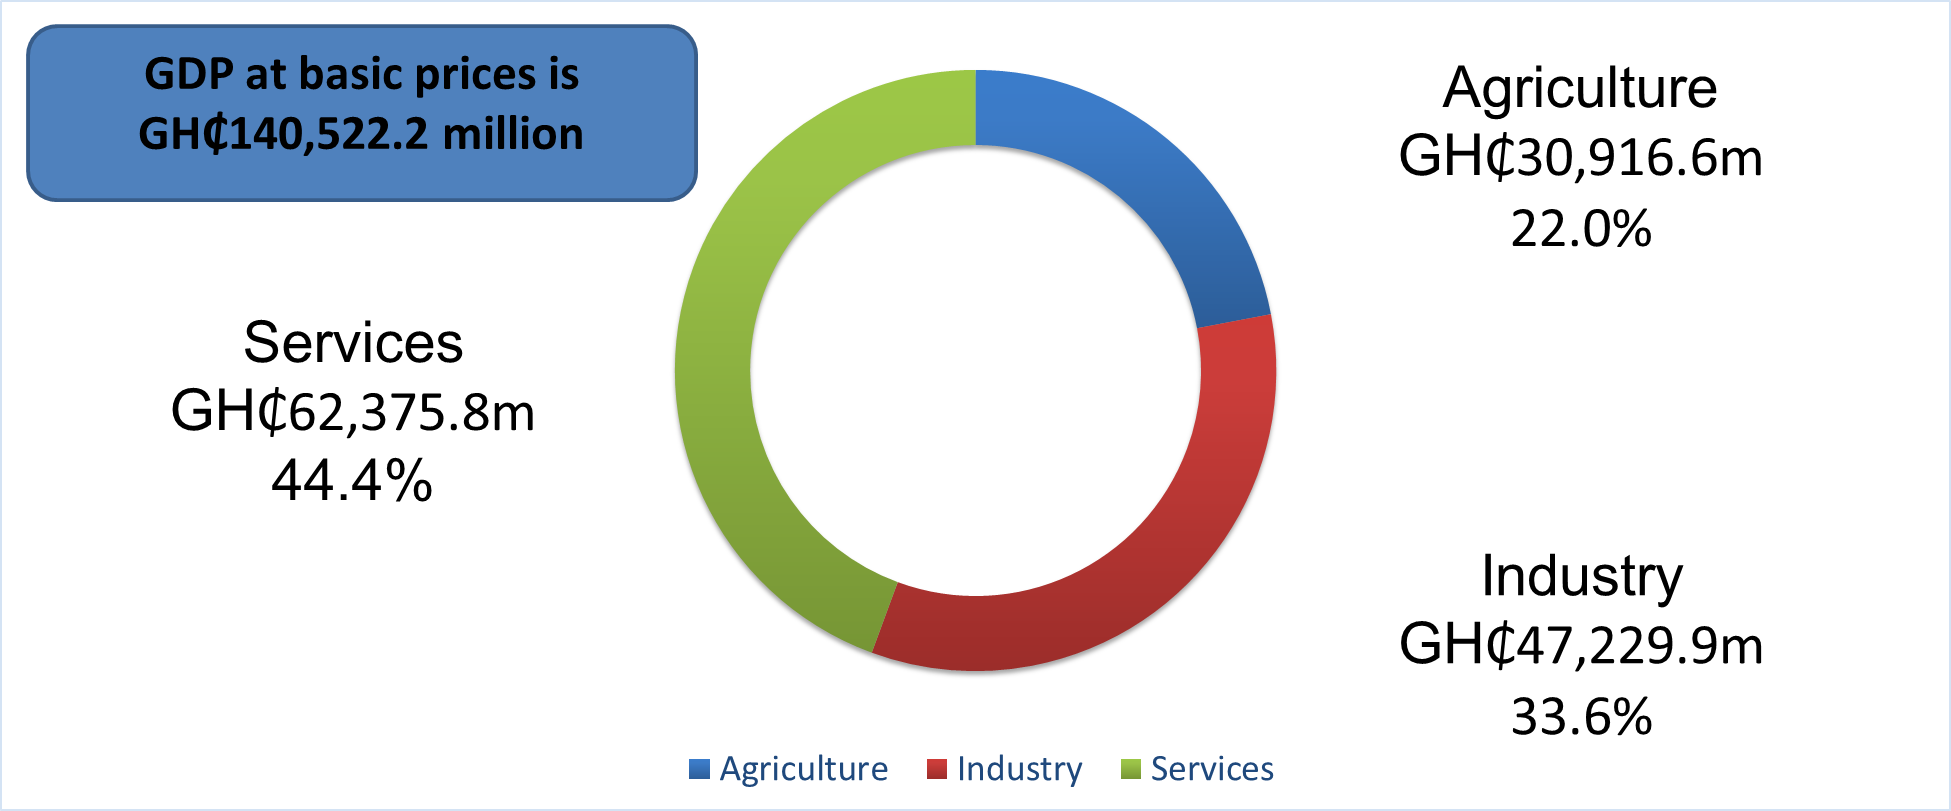 GDP at basic prices is
GH₵140,522.2 million
Agriculture
GH₵30,916.6m
22.0%
Services
GH₵62,375.8m
44.4%
Industry
GH₵47,229.9m
33.6%
Agriculture Industry Services